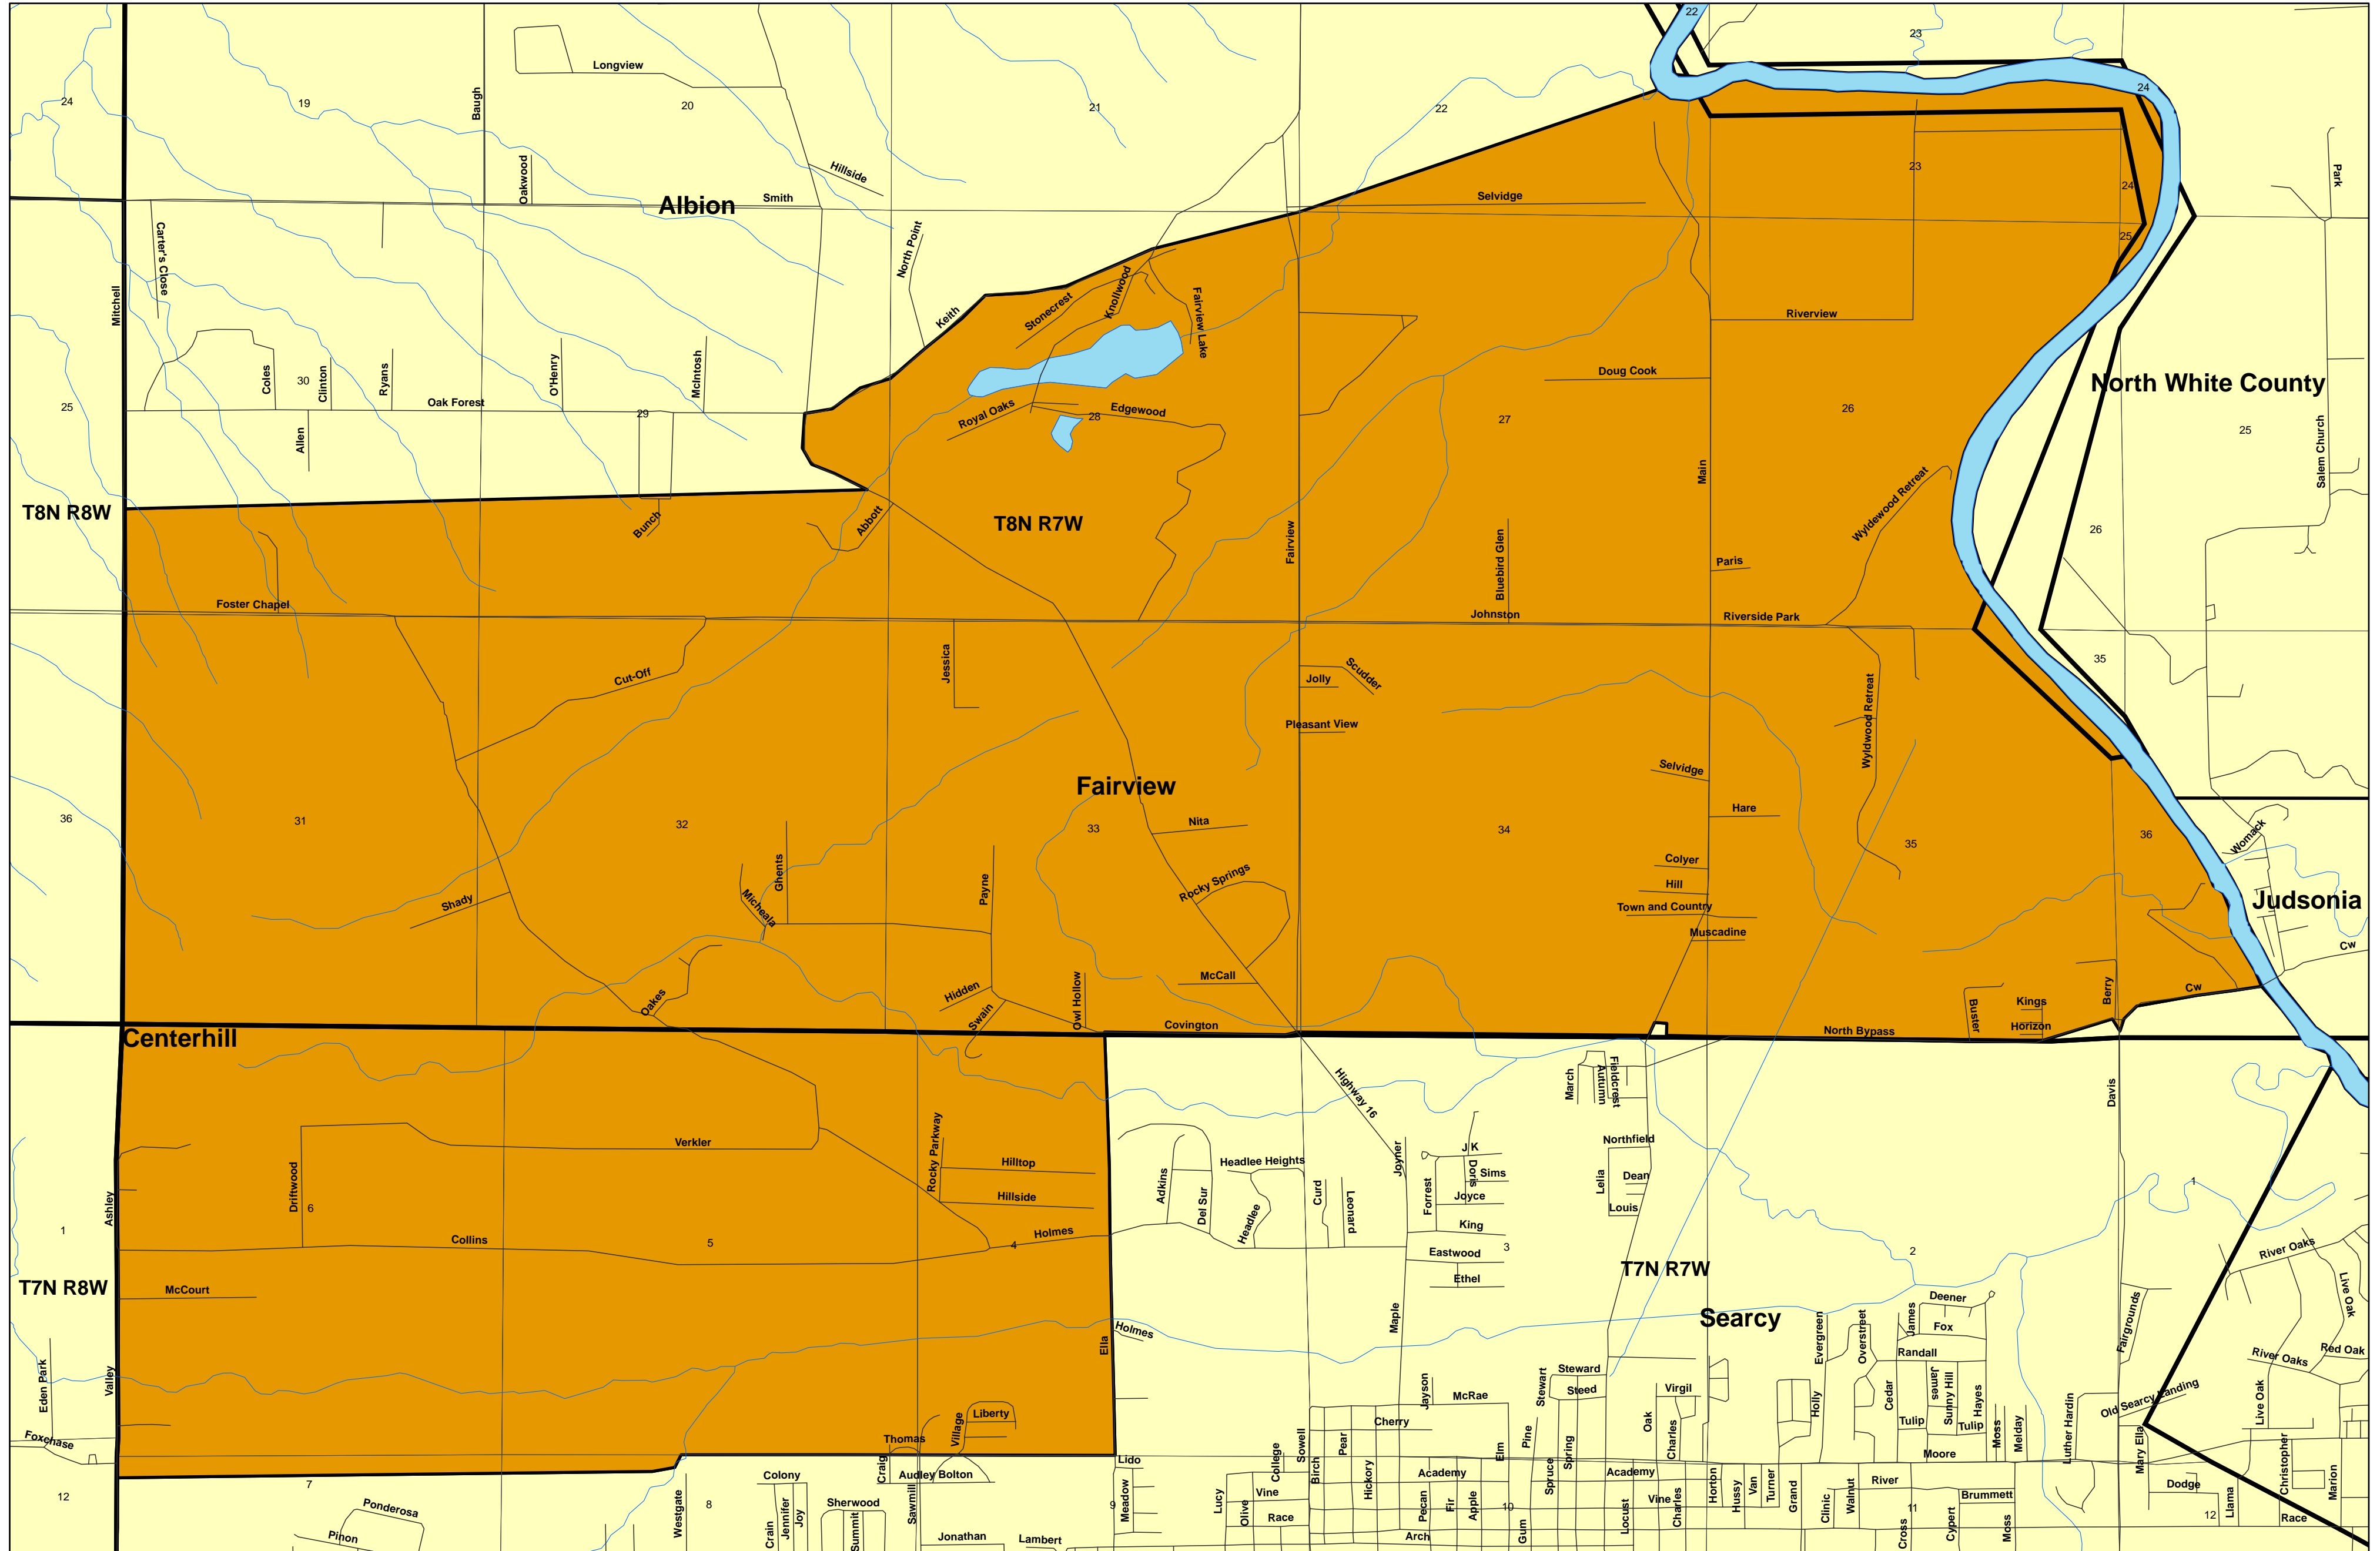 22
23
Longview
24
19
Baugh
20
21
22
24
Hillside
Oakwood
23
Park
Smith
Albion
Selvidge
24
Carter's Close
North Point
25
Mitchell
Keith
Stonecrest
Knollwood
Fairview Lake
Riverview
Coles
30
Clinton
Ryans
O'Henry
McIntosh
Doug Cook
North White County
25
Oak Forest
29
Royal Oaks
Edgewood
28
27
26
25
Allen
Main
Salem Church
T8N R8W
Bunch
Abbott
T8N R7W
Fairview
Bluebird Glen
Wyldewood Retreat
26
Paris
Foster Chapel
Johnston
Riverside Park
Cut-Off
Jessica
Jolly
Scudder
35
Pleasant View
Wyldwood Retreat
Selvidge
Fairview
Hare
36
31
32
33
Nita
34
35
36
Womack
Ghents
Colyer
Shady
Micheala
Payne
Rocky Springs
Hill
Town and Country
Judsonia
Muscadine
Cw
Oakes
Hidden
Swain
Owl Hollow
McCall
Berry
Cw
Buster
Kings
Horizon
Centerhill
Covington
North Bypass
Highway 16
March
Autumn
Fieldcrest
Davis
Verkler
Rocky Parkway
Hilltop
Hillside
Driftwood
Headlee Heights
Joyner
J K
Doris
Sims
Northfield
Dean
Lelia
Louis
Adkins
Del Sur
Headlee
Curd
Leonard
Forrest
Joyce
King
1
Ashley
6
Collins
5
4
Holmes
Eastwood
3
2
1
River Oaks
T7N R8W
McCourt
Ethel
T7N R7W
Live Oak
Maple
Searcy
Deener
James
Fox
Fairgrounds
Holmes
Ella
Evergreen
Overstreet
Randall
River Oaks
Red Oak
Eden Park
Valley
Stewart
Steward
Steed
Virgil
Jayson
McRae
Holly
Cedar
James
Sunny Hill
Hayes
Old Searcy Landing
Live Oak
Liberty
Village
Thomas
Cherry
Pine
Oak
Charles
Tulip
Tulip
Moss
Melday
Luther Hardin
Mary Ella
Foxchase
Sowell
Pear
Elm
Spring
Moore
Lido
Craig
Audley Bolton
Colony
College
Birch
Hickory
Academy
Spruce
Academy
Horton
Hussy
Van
Turner
Grand
River
Dodge
Christopher
Marion
7
12
8
Westgate
Sherwood
Sawmill
9
Meadow
Lucy
Olive
Vine
Race
Pecan
Fir
Apple
10
Gum
Locust
Vine
Charles
Clinic
Walnut
11
Brummett
Llama
12
Race
Ponderosa
Pinon
Crain
Jennifer
Joy
Summit
Jonathan
Lambert
Arch
Cross
Cypert
Moss